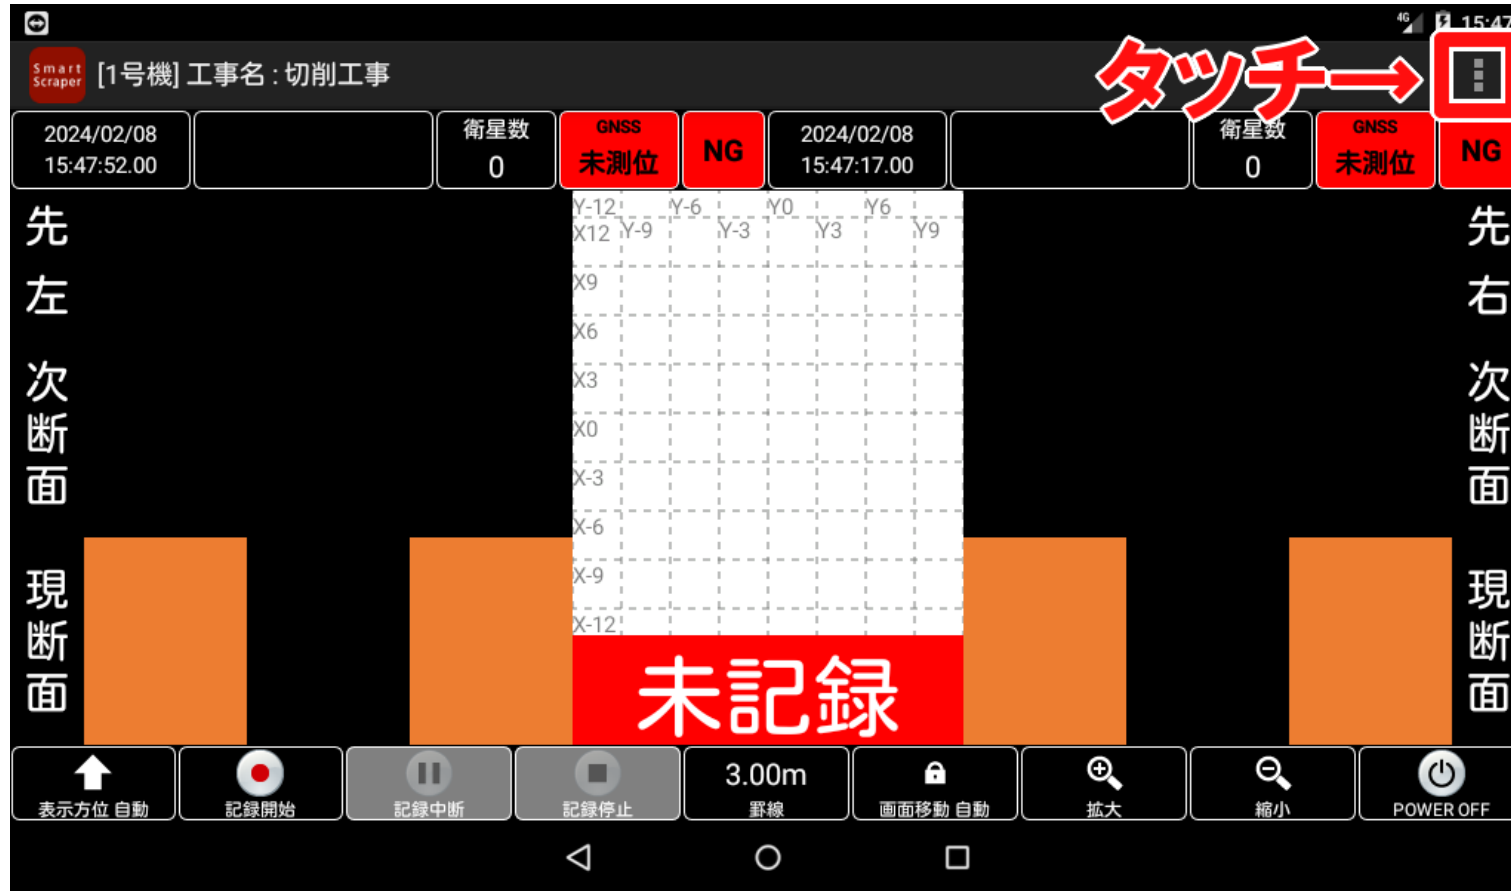 4G 15:47
タッチ→
Smart
Scraper
[1号機] 工事名 : 切削工事
2024/02/08
15:47:52.00
衛星数
0
GNSS
未測位
NG
2024/02/08
15:47:17.00
衛星数
0
GNSS
未測位
NG
先
左
次
断
面
現
断
面
Y-12 Y-6 Y0 Y6
X12 Y-9 Y-3 Y3 Y9
X9
X6
X3
X0
X-3
X-6
X-9
X-12
未記録
先
右
次
断
面
現
断
面
表示方位 自動
記録開始
記録中断
記録停止
3.00m
罫線
画面移動 自動
拡大
縮小
POWER OFF